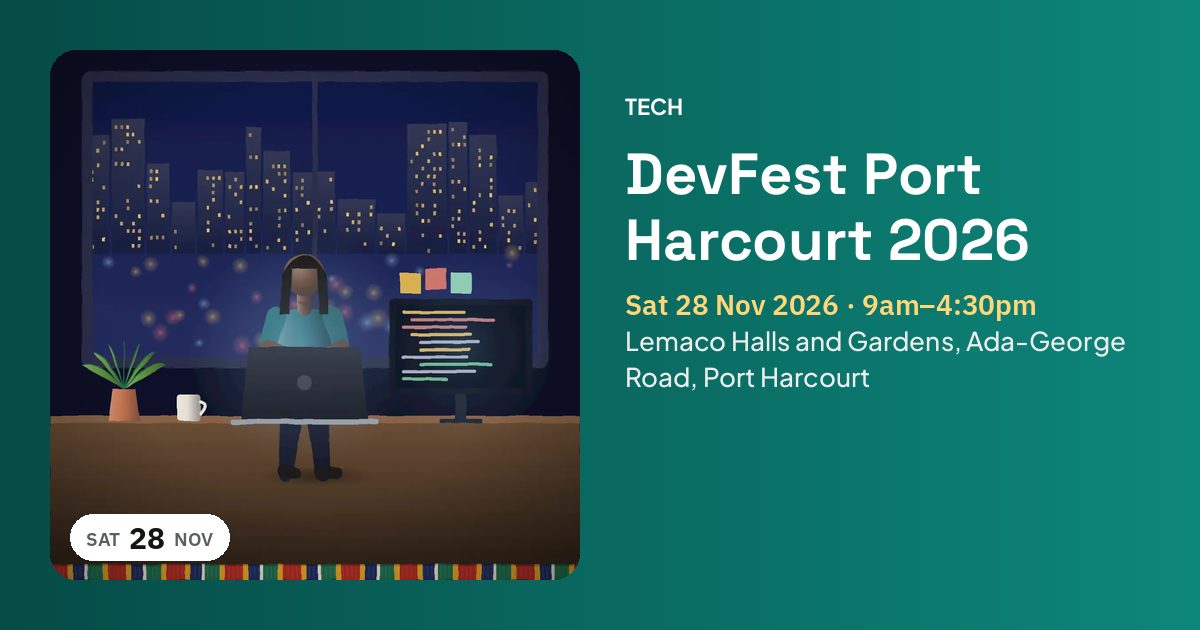 TECH
DevFest Port
Harcourt 2026
Sat 28 Nov 2026 · 9am–4:30pm
Lemaco Halls and Gardens, Ada-George
Road, Port Harcourt
SAT 28 NOV